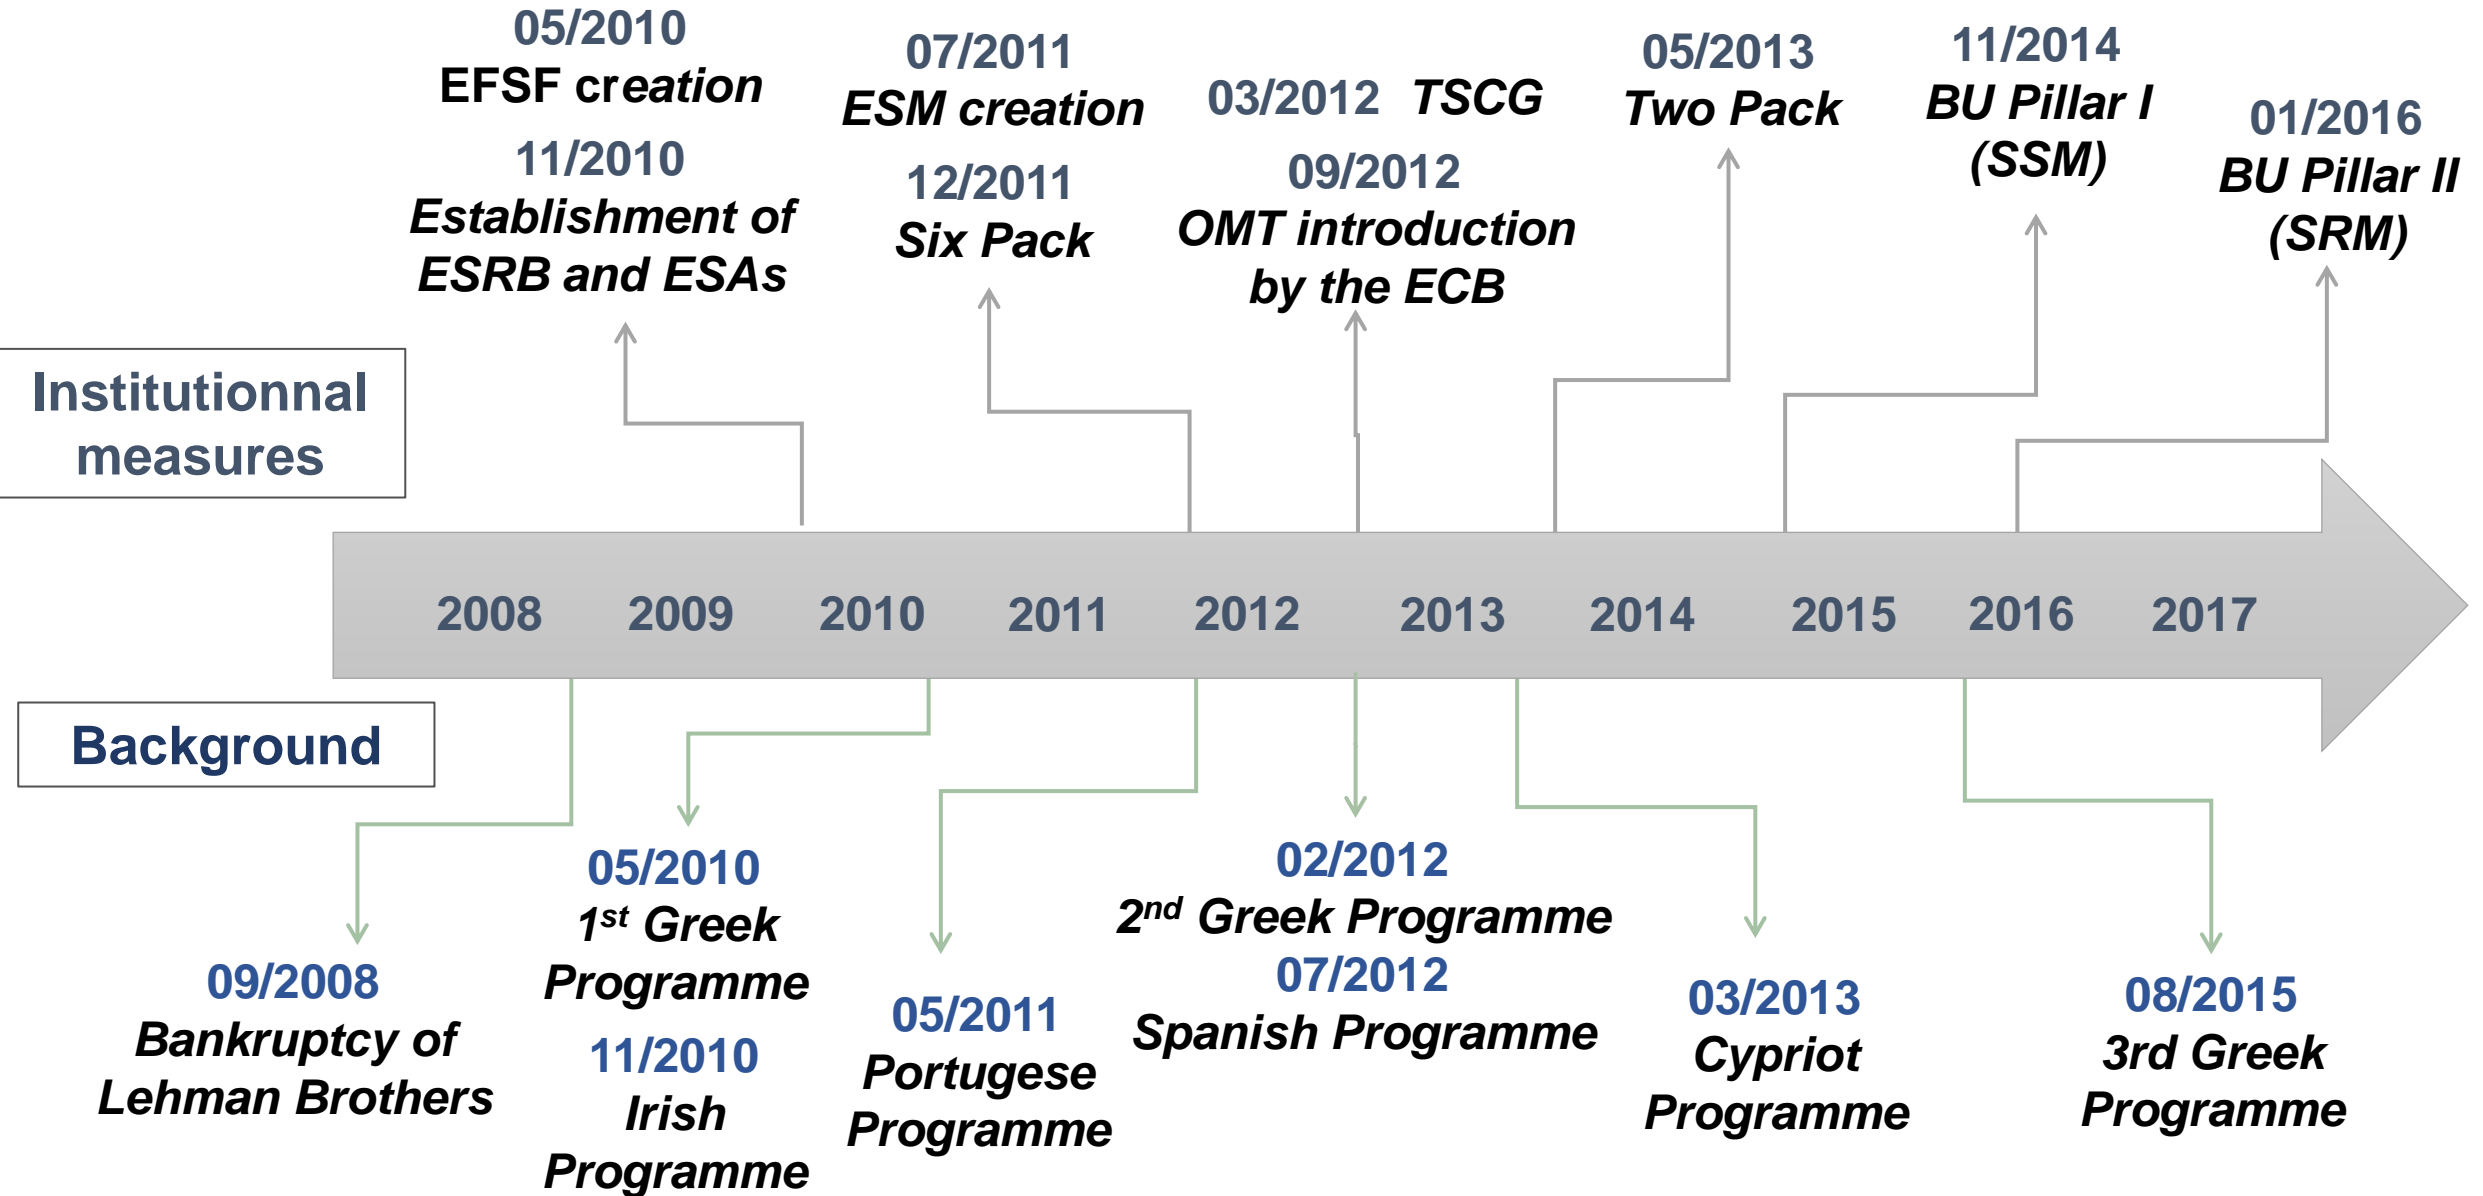 05/2010
EFSF creation
11/2010
Establishment of
ESRB and ESAs
07/2011
ESM creation
12/2011
Six Pack
03/2012 TSCG
09/2012
OMT introduction
by the ECB
05/2013
Two Pack
11/2014
BU Pillar I
(SSM)
01/2016
BU Pillar II
(SRM)
Institutionnal
measures
2008 2009 2010 2011 2012 2013 2014 2015 2016 2017
Background
09/2008
Bankruptcy of
Lehman Brothers
05/2010
1st Greek
Programme
11/2010
Irish
Programme
05/2011
Portugese
Programme
02/2012
2nd Greek Programme
07/2012
Spanish Programme
03/2013
Cypriot
Programme
08/2015
3rd Greek
Programme